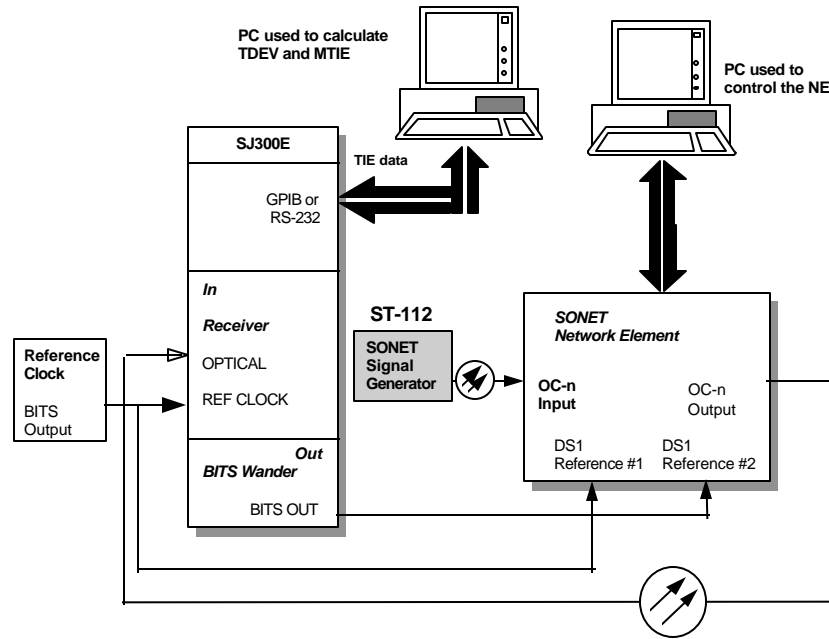 PC used to calculate
TDEV and MTIE
PC used to
control the NE
SJ300E
TIE data
GPIB or
RS-232
In
Receiver
OPTICAL
REF CLOCK
Out
BITS Wander
BITS OUT
Reference
Clock
BITS
Output
ST-112
SONET
Signal
Generator
SONET
Network Element
OC-n
Input
OC-n
Output
DS1
Reference #1
DS1
Reference #2